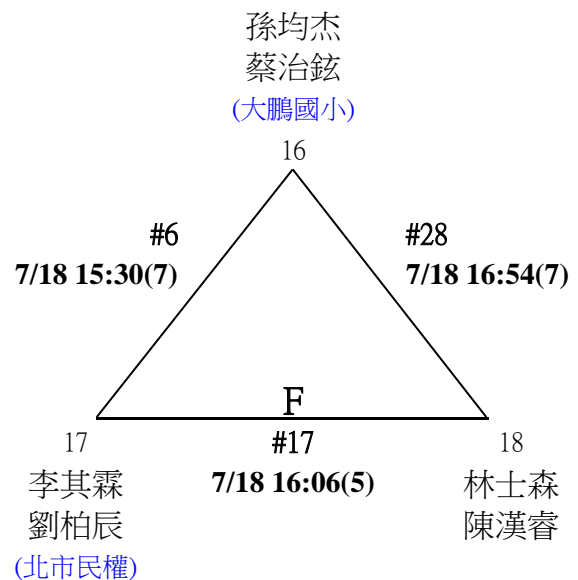 孫均杰
蔡治鉉
(大鵬國小)
16
#6
7/18 15:30(7)
#28
7/18 16:54(7)
F
17
#17
18
李其霖
7/18 16:06(5)
林士森
劉柏辰
陳漢睿
(北市民權)